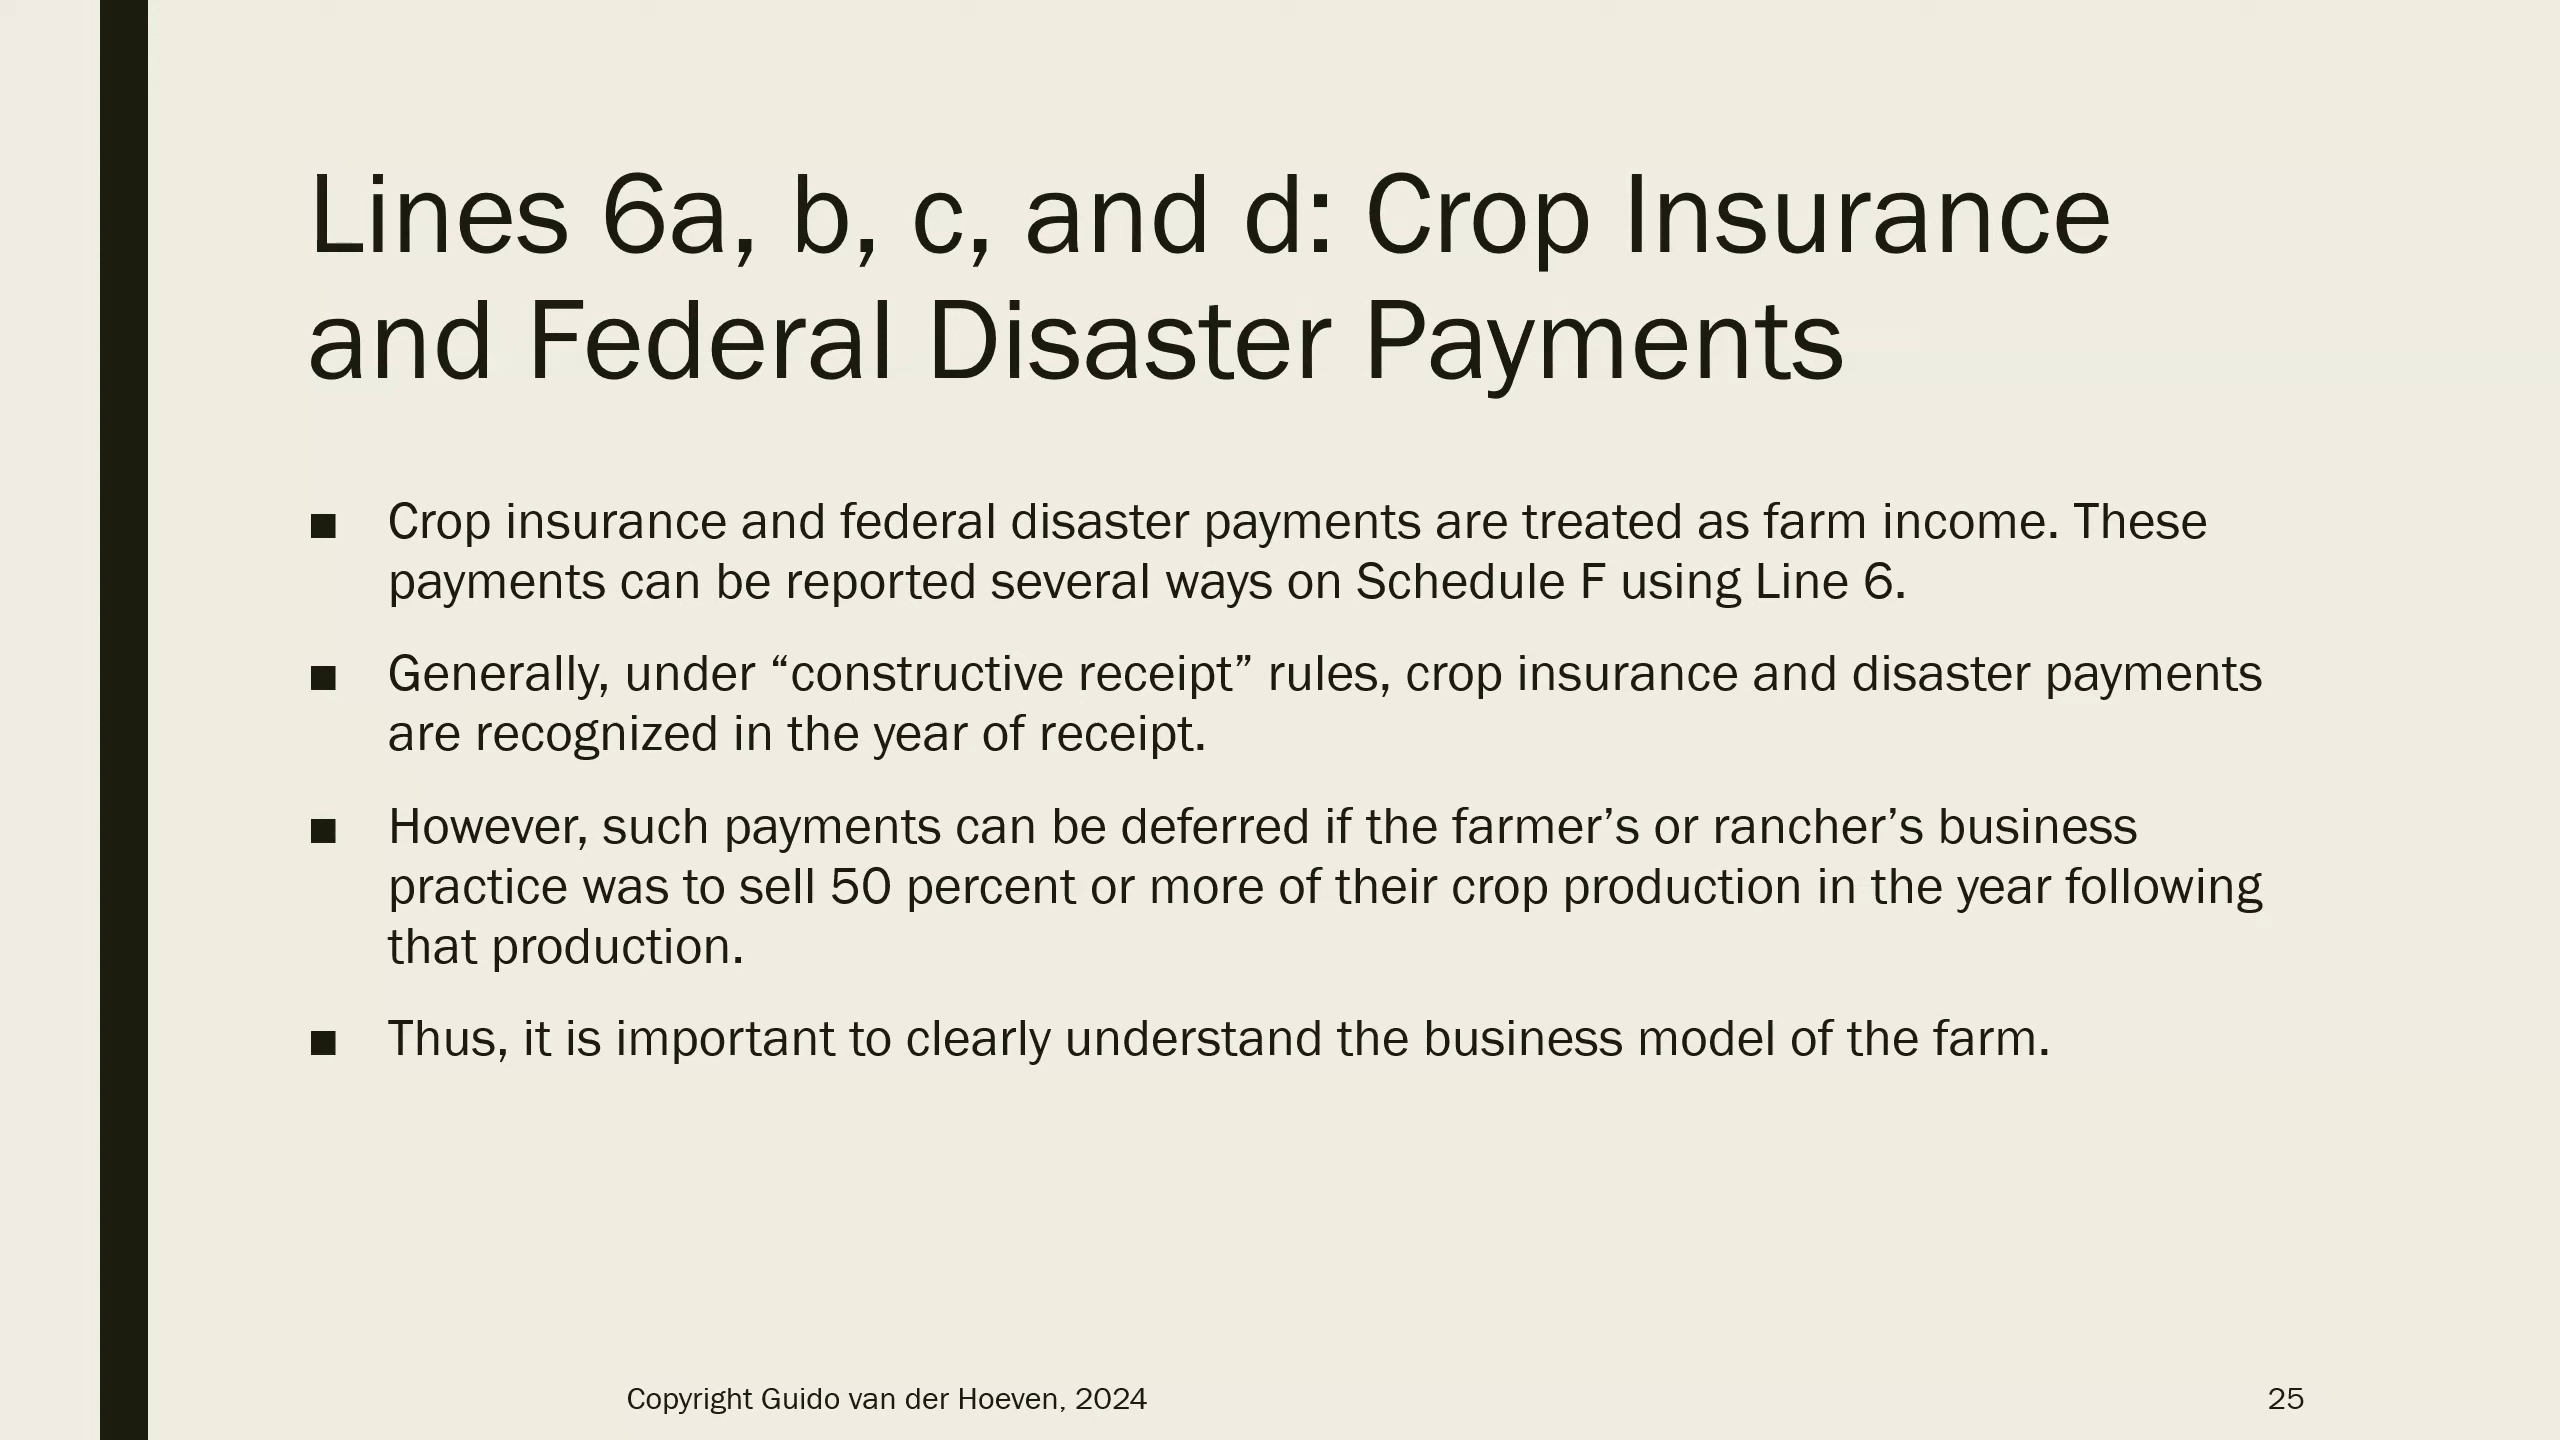 Lines 6a, b, c, and d: Crop Insurance
and Federal Disaster Payments
■ Crop insurance and federal disaster payments are treated as farm income. These
payments can be reported several ways on Schedule F using Line 6.
■ Generally, under “constructive receipt” rules, crop insurance and disaster payments
are recognized in the year of receipt.
■ However, such payments can be deferred if the farmer’s or rancher’s business
practice was to sell 50 percent or more of their crop production in the year following
that production.
■ Thus, it is important to clearly understand the business model of the farm.
Copyright Guido van der Hoeven, 2024
25